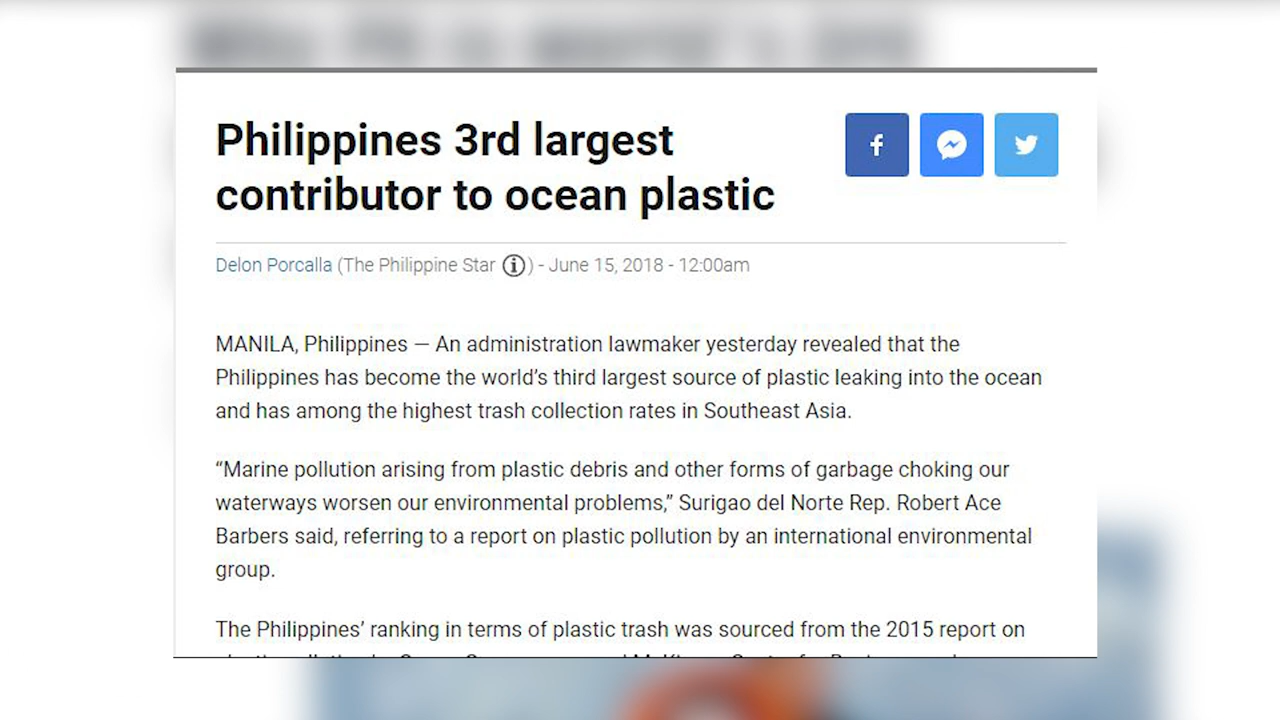 Philippines 3rd largest
contributor to ocean plastic
Delon Porcalla (The Philippine Star ) - June 15, 2018 - 12:00am
MANILA, Philippines — An administration lawmaker yesterday revealed that the
Philippines has become the world’s third largest source of plastic leaking into the ocean
and has among the highest trash collection rates in Southeast Asia.
“Marine pollution arising from plastic debris and other forms of garbage choking our
waterways worsen our environmental problems,” Surigao del Norte Rep. Robert Ace
Barbers said, referring to a report on plastic pollution by an international environmental
group.
The Philippines’ ranking in terms of plastic trash was sourced from the 2015 report on